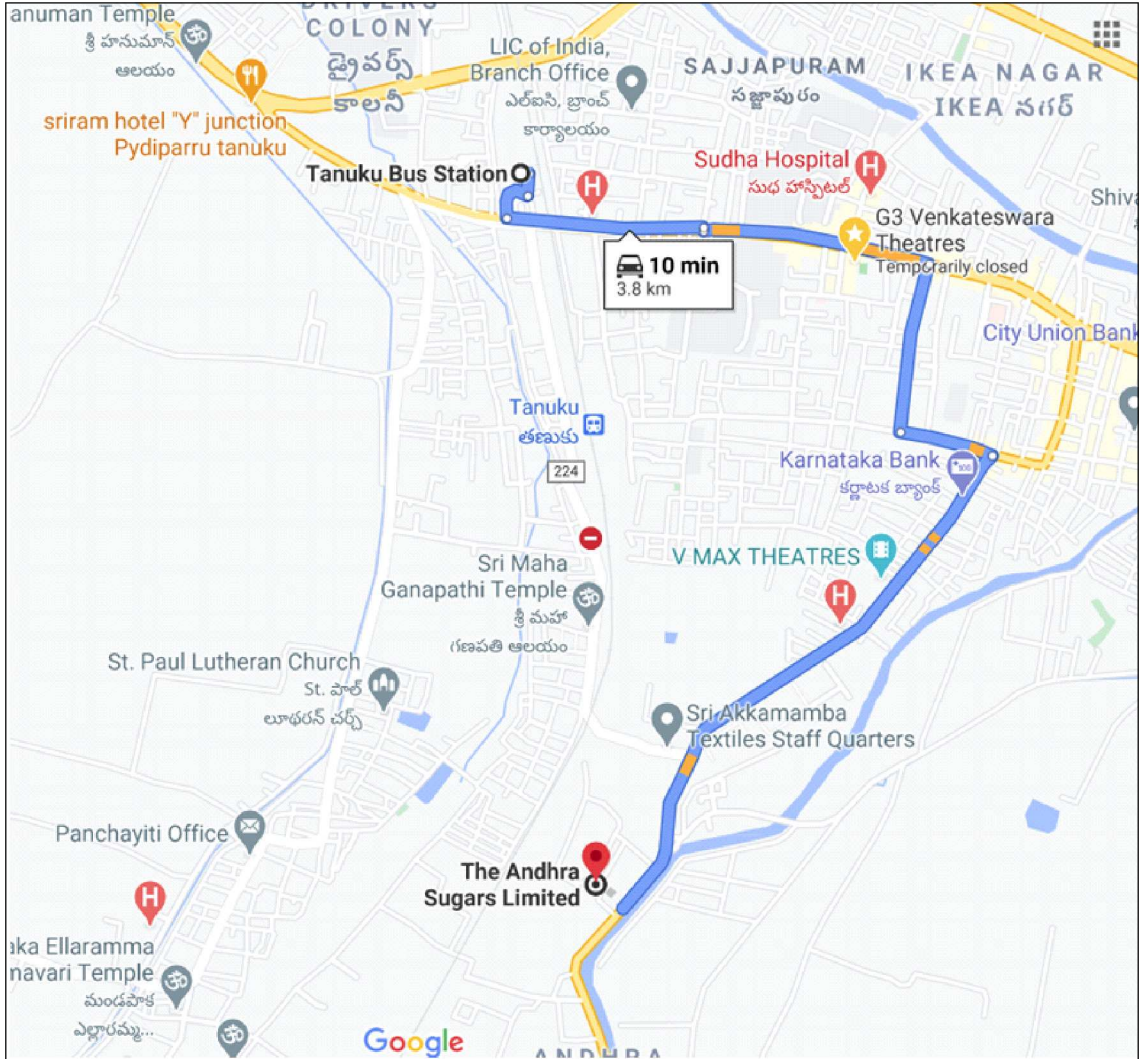 anuman Temple
శ్రీ హనుమాన్
ఆలయం
DRIVERS
COLONY
డ్రైవర్స్
కాలనీ
LIC of India,
Branch Office
ఎల్ఐసి, బ్రాంచ్
కార్యాలయం
SAJJAPURAM
సజ్జాపురం
IKEA NAGAR
IKEA నగర్
sriram hotel "Y" junction
Pydiparru tanuku
Tanuku Bus Station
H
Sudha Hospital
సుధ హాస్పిటల్
H
G3 Venkateswara
Theatres
Temporarily closed
Shiva
10 min
3.8 km
City Union Bank
Tanuku
తణుకు
224
Karnataka Bank
కర్ణాటక బ్యాంక్
V MAX THEATRES
H
Sri Maha
Ganapathi Temple
శ్రీ మహా
గణపతి ఆలయం
St. Paul Lutheran Church
St. పాల్
లూథరన్ చర్చ్
Sri Akkamamba
Textiles Staff Quarters
Panchayiti Office
The Andhra
Sugars Limited
H
aka Ellaramma
navari Temple
మండపాక
ఎల్లారమ్మ...
Google
ANDHRA